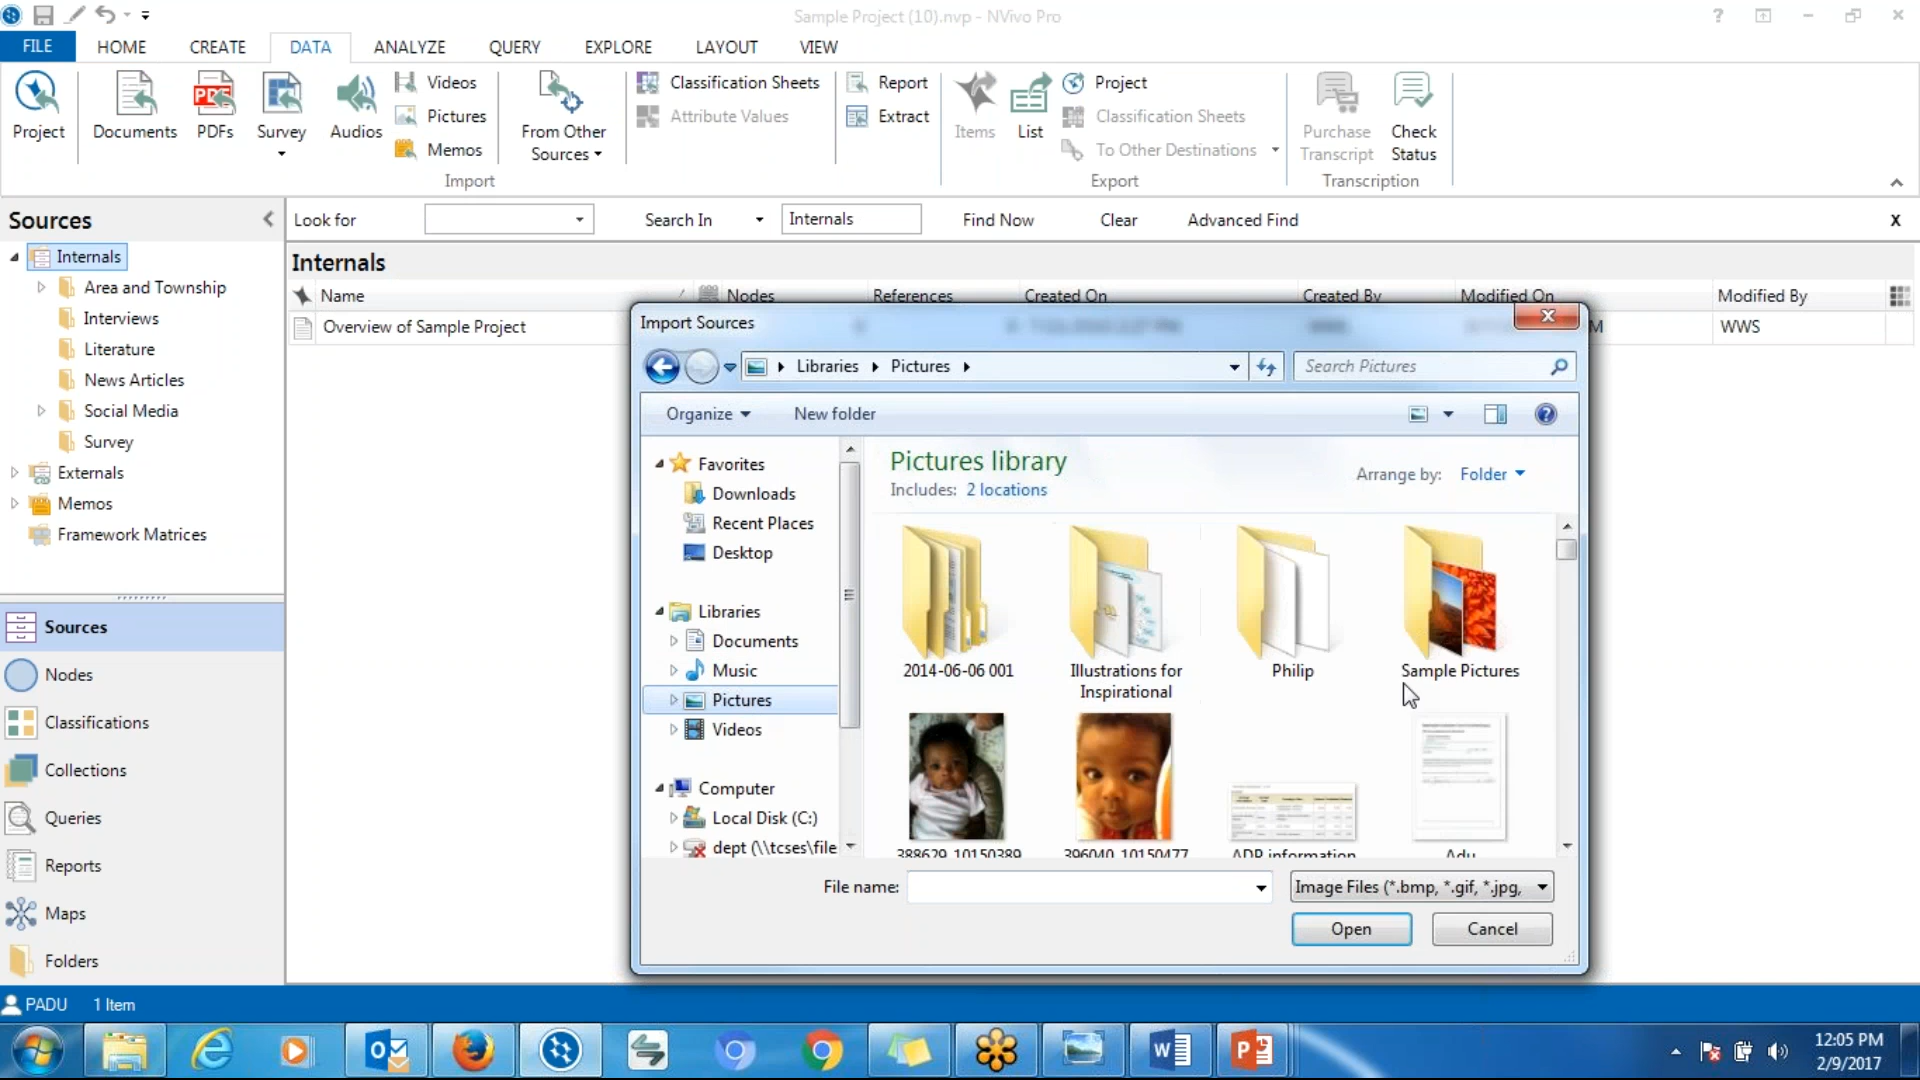 Sample Project (10).nvp - NVivo Pro
FILE HOME CREATE DATA ANALYZE QUERY EXPLORE LAYOUT VIEW
Project
Documents
PDFs
Survey
Audios
Videos
Pictures
Memos
From Other
Sources
Import
Classification Sheets
Attribute Values
Report
Extract
Items
List
Project
Classification Sheets
To Other Destinations
Export
Purchase
Transcript
Check
Status
Transcription
Sources
Look for Search In Internals Find Now Clear Advanced Find X
Internals
Area and Township
Interviews
Literature
News Articles
Social Media
Survey
Externals
Memos
Framework Matrices
Sources
Nodes
Classifications
Collections
Queries
Reports
Maps
Folders
Internals
Name Nodes References Created On Created By Modified On Modified By
Overview of Sample Project M WWS
Import Sources
Libraries Pictures
Search Pictures
Organize New folder
Favorites
Downloads
Recent Places
Desktop
Libraries
Documents
Music
Pictures
Videos
Computer
Local Disk (C:)
dept (\\tcses\file
Pictures library
Includes: 2 locations
Arrange by: Folder
2014-06-06 001
Illustrations for
Inspirational
Philip
Sample Pictures
388629_10150389
396040_10150477
ADP information
Adu
File name: Image Files (*.bmp, *.gif, *.jpg,
Open Cancel
PADU 1 Item
12:05 PM
2/9/2017